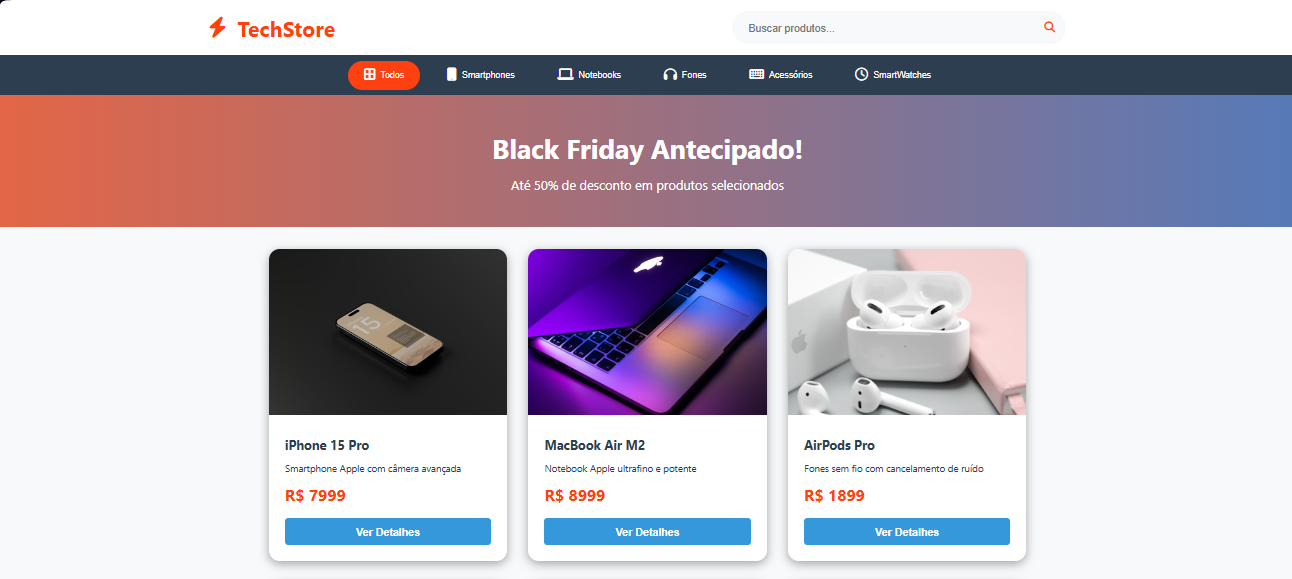 TechStore
Buscar produtos...
Todos
Smartphones
Notebooks
Fones
Acessórios
SmartWatches
Black Friday Antecipado!
Até 50% de desconto em produtos selecionados
15
iPhone 15 Pro
Smartphone Apple com câmera avançada
R$ 7999
Ver Detalhes
MacBook Air M2
Notebook Apple ultrafino e potente
R$ 8999
Ver Detalhes
AirPods Pro
Fones sem fio com cancelamento de ruído
R$ 1899
Ver Detalhes